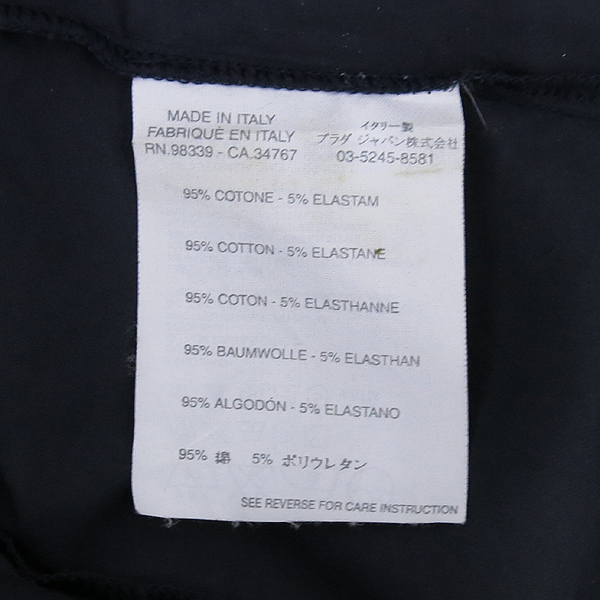 MADE IN ITALY
FABRIQUÉ EN ITALY
RN.98339 - CA.34767
イタリー製
プラダ ジャパン株式会社
03-5245-8581
95% COTONE - 5% ELASTAM
95% COTTON - 5% ELASTANE
95% COTON - 5% ELASTHANNE
95% BAUMWOLLE - 5% ELASTHAN
95% ALGODÓN - 5% ELASTANO
95% 綿 5% ポリウレタン
SEE REVERSE FOR CARE INSTRUCTION